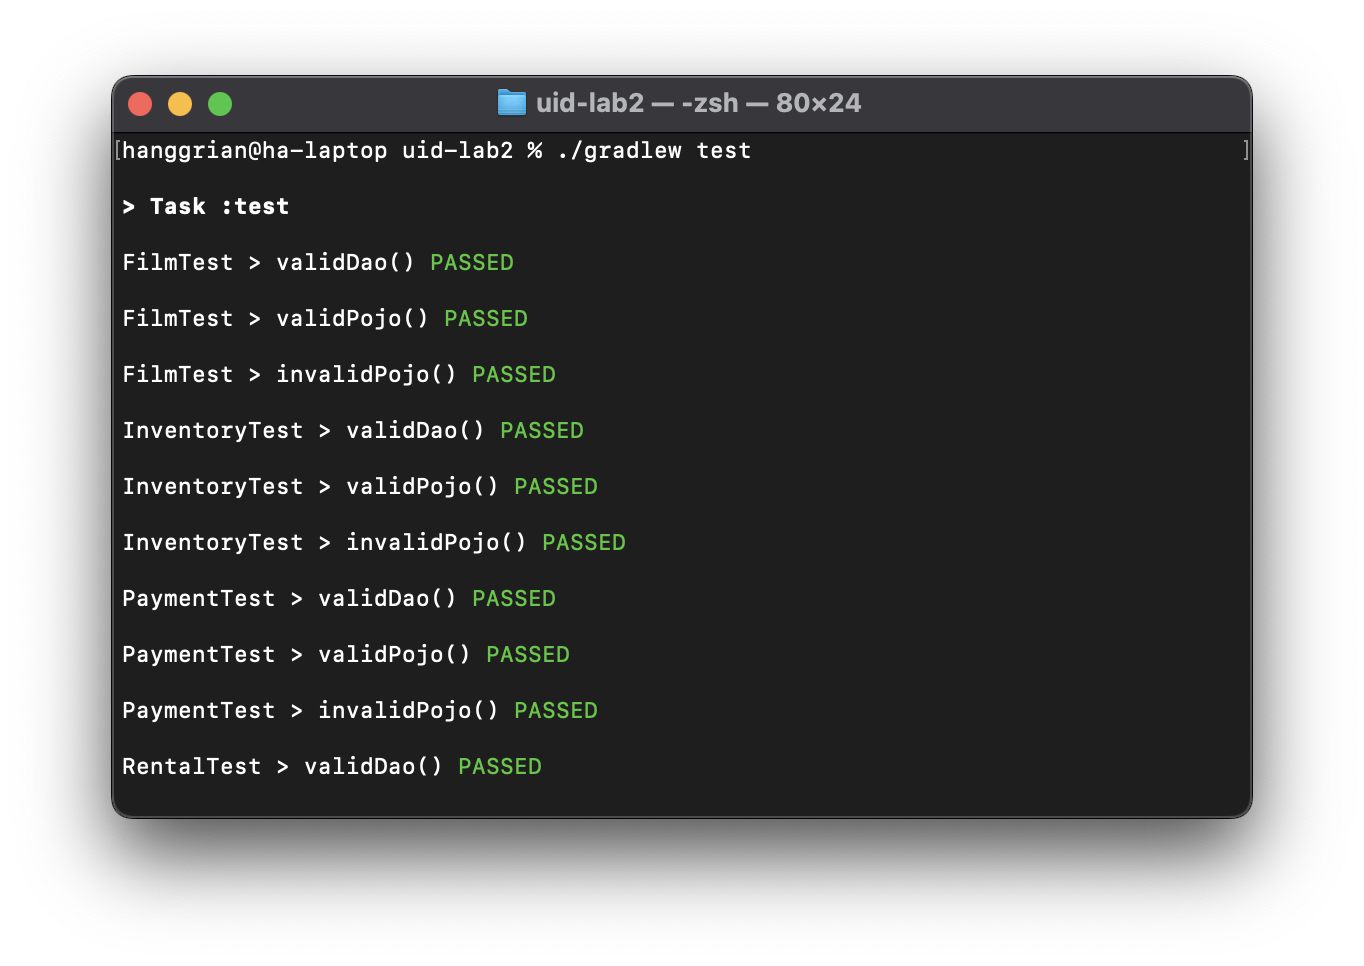 uid-lab2 — -zsh — 80×24
[hanggrian@ha-laptop uid-lab2 % ./gradlew test ]
> Task :test
FilmTest > validDao() PASSED
FilmTest > validPojo() PASSED
FilmTest > invalidPojo() PASSED
InventoryTest > validDao() PASSED
InventoryTest > validPojo() PASSED
InventoryTest > invalidPojo() PASSED
PaymentTest > validDao() PASSED
PaymentTest > validPojo() PASSED
PaymentTest > invalidPojo() PASSED
RentalTest > validDao() PASSED